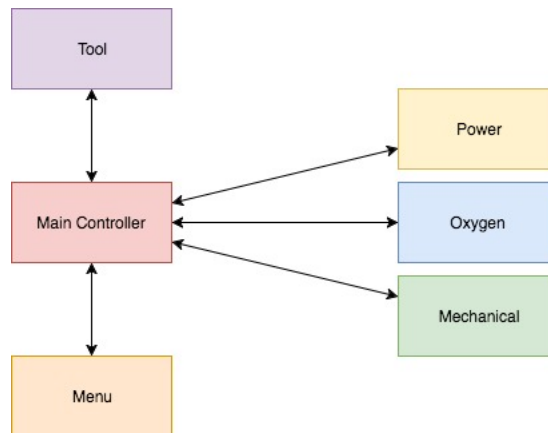 Tool
Power
Main Controller
Oxygen
Mechanical
Menu